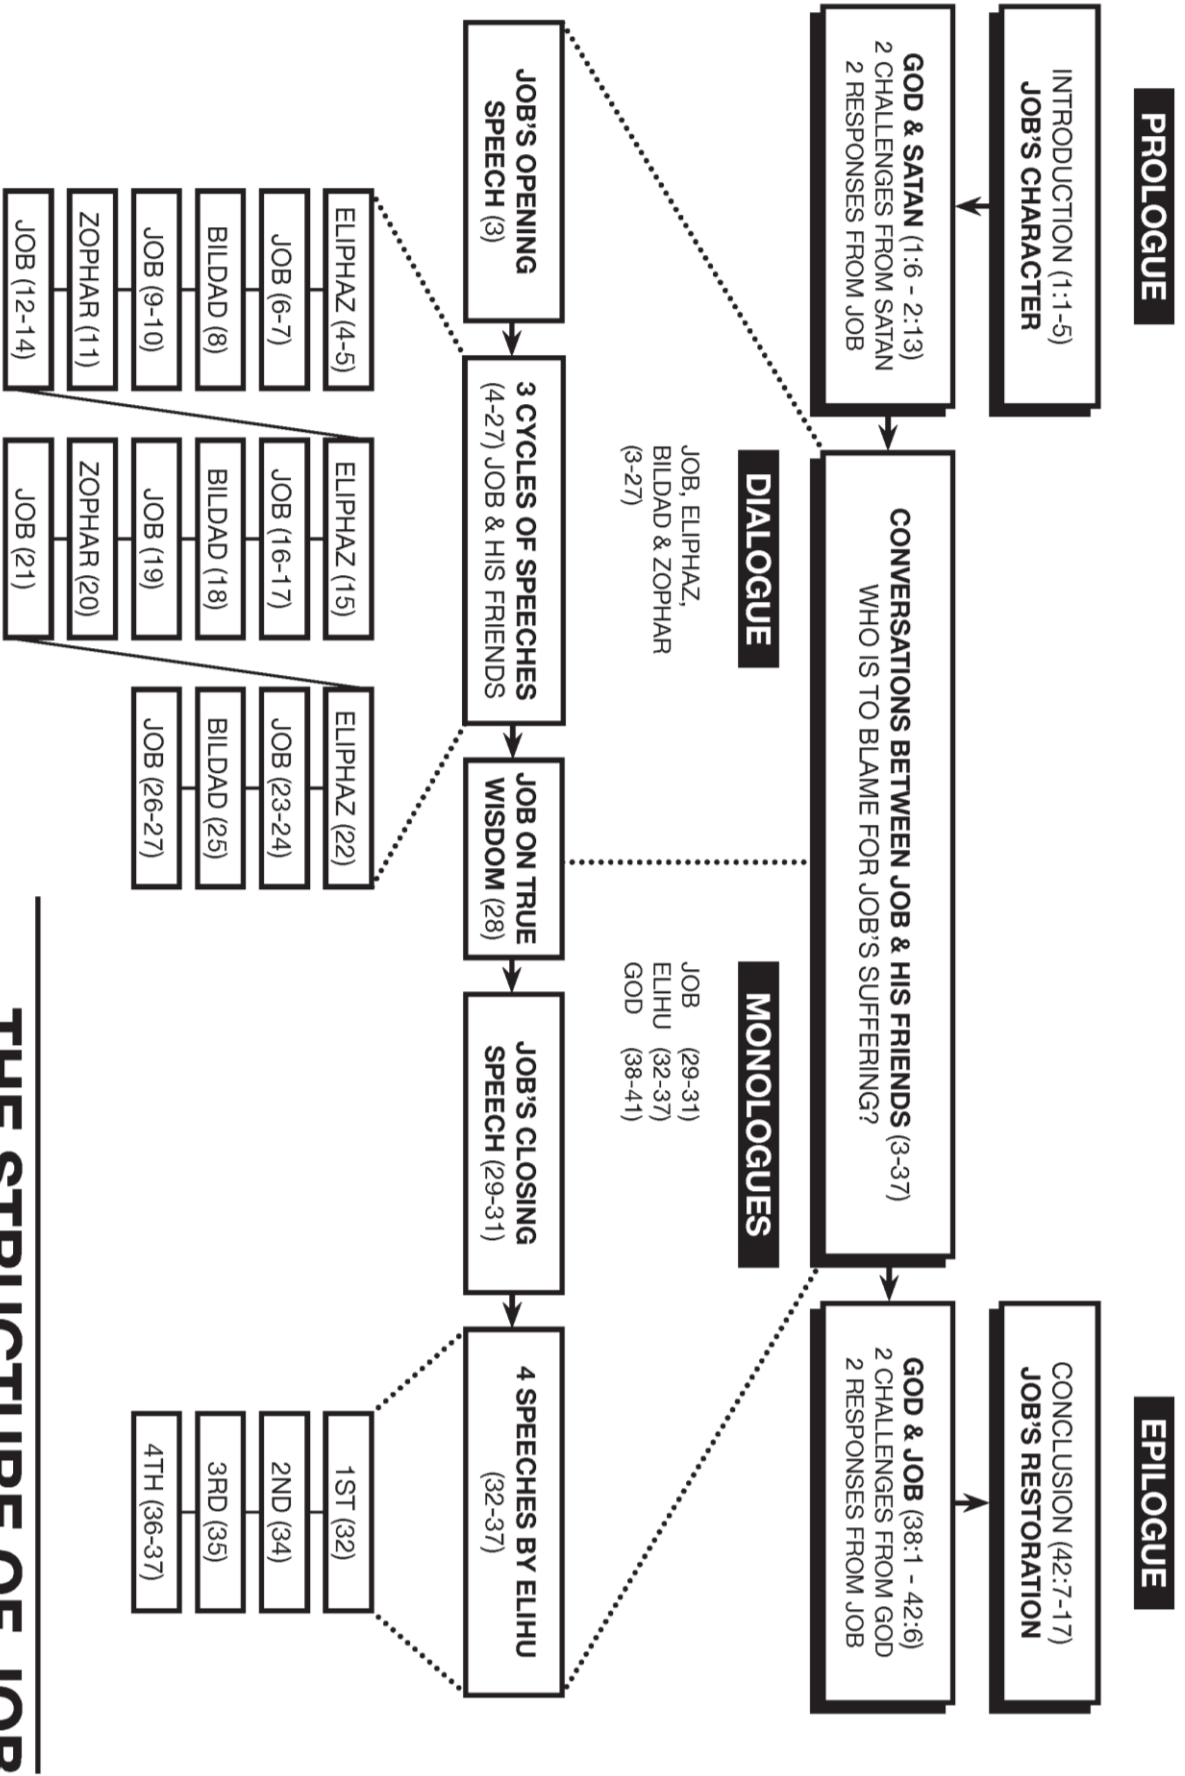 PROLOGUE
EPILOGUE
INTRODUCTION (1:1-5)
JOB'S CHARACTER
CONCLUSION (42:7-17)
JOB'S RESTORATION
GOD & SATAN (1:6 - 2:13)
2 CHALLENGES FROM SATAN
2 RESPONSES FROM JOB
CONVERSATIONS BETWEEN JOB & HIS FRIENDS (3-37)
WHO IS TO BLAME FOR JOB'S SUFFERING?
GOD & JOB (38:1 - 42:6)
2 CHALLENGES FROM GOD
2 RESPONSES FROM JOB
DIALOGUE
JOB, ELIPHAZ,
BILDAD & ZOPHAR
(3-27)
MONOLOGUES
JOB (29-31)
ELIHU (32-37)
GOD (38-41)
JOB'S OPENING
SPEECH (3)
3 CYCLES OF SPEECHES
(4-27) JOB & HIS FRIENDS
JOB ON TRUE
WISDOM (28)
JOB'S CLOSING
SPEECH (29-31)
4 SPEECHES BY ELIHU
(32-37)
ELIPHAZ (4-5)
JOB (6-7)
BILDAD (8)
JOB (9-10)
ZOPHAR (11)
JOB (12-14)
ELIPHAZ (15)
JOB (16-17)
BILDAD (18)
JOB (19)
ZOPHAR (20)
JOB (21)
ELIPHAZ (22)
JOB (23-24)
BILDAD (25)
JOB (26-27)
1ST (32)
2ND (34)
3RD (35)
4TH (36-37)
THE STRUCTURE OF JOB